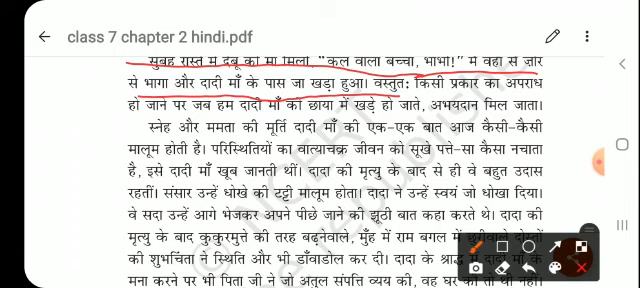 class 7 chapter 2 hindi.pdf
सुबह रास्ते में देबू की माँ मिलीं, "कल वाला बच्चा, भाभी!" मैं वहाँ से ज़ोर
से भागा और दादी माँ के पास जा खड़ा हुआ। वस्तुत: किसी प्रकार का अपराध
हो जाने पर जब हम दादी माँ की छाया में खड़े हो जाते, अभयदान मिल जाता।
स्नेह और ममता की मूर्ति दादी माँ की एक-एक बात आज कैसी-कैसी
मालूम होती है। परिस्थितियों का वात्याचक्र जीवन को सूखे पत्ते-सा कैसा नचाता
है, इसे दादी माँ खूब जानती थीं। दादा की मृत्यु के बाद से ही वे बहुत उदास
रहतीं। संसार उन्हें धोखे की टट्टी मालूम होता। दादा ने उन्हें स्वयं जो धोखा दिया।
वे सदा उन्हें आगे भेजकर अपने पीछे जाने की झूठी बात कहा करते थे। दादा की
मृत्यु के बाद कुकुरमुत्ते की तरह बढ़नेवाले, मुँह में राम बगल में छुरीवाले दोस्तों
की शुभचिंता ने स्थिति और भी डाँवाडोल कर दी। दादा के श्राद्ध में दादी माँ के
मना करने पर भी पिता जी ने जो अतुल संपत्ति व्यय की, वह घर की तो थी नहीं।